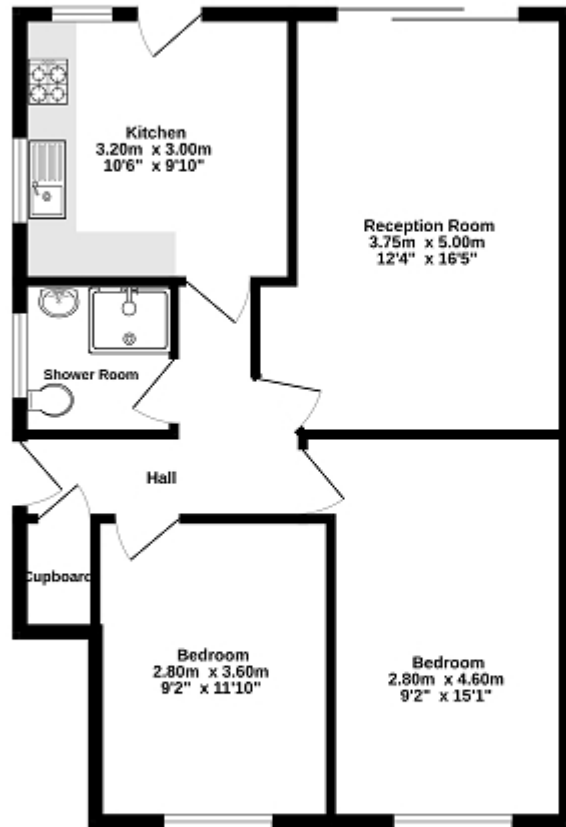 Kitchen
3.20m x 3.00m
10'6" x 9'10"
Reception Room
3.75m x 5.00m
12'4" x 16'5"
Shower Room
Hall
Cupboard
Bedroom
2.80m x 3.60m
9'2" x 11'10"
Bedroom
2.80m x 4.60m
9'2" x 15'1"